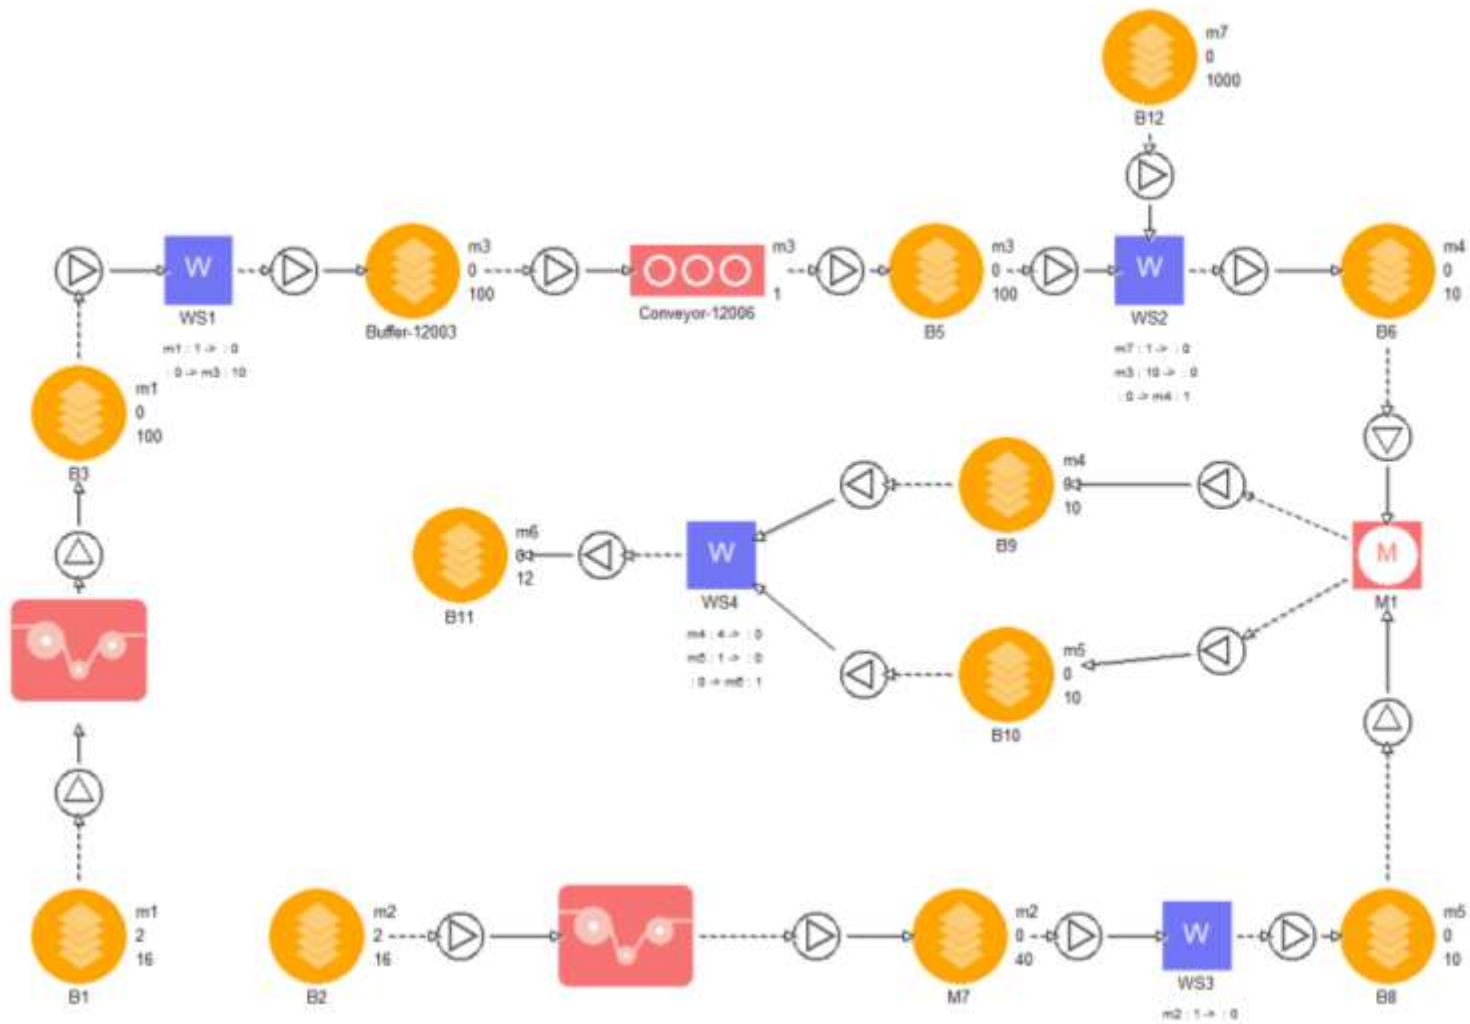 m7
0
1000
B12
W
WS1
m1 : 1 -> : 0
: 0 -> m3 : 10
m3
0
100
Buffer-12003
m3
1
Conveyor-12006
m3
0
100
B5
W
WS2
m7 : 1 -> : 0
m3 : 10 -> : 0
: 0 -> m4 : 1
m4
0
10
B6
m1
0
100
B3
m4
10
B9
m6
12
B11
W
WS4
m4 : 4 -> : 0
m5 : 1 -> : 0
: 0 -> m6 : 1
M
M1
m5
0
10
B10
m1
2
16
B1
m2
2
16
B2
m2
0
40
M7
W
WS3
m2 : 1 -> : 0
m5
0
10
B8